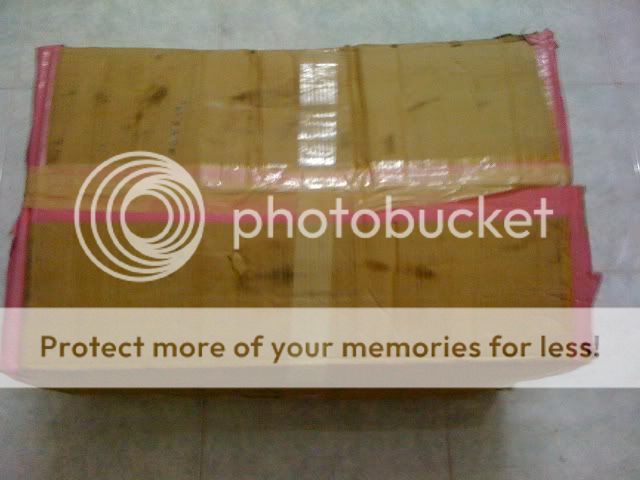 photobucket
Protect more of your memories for less!